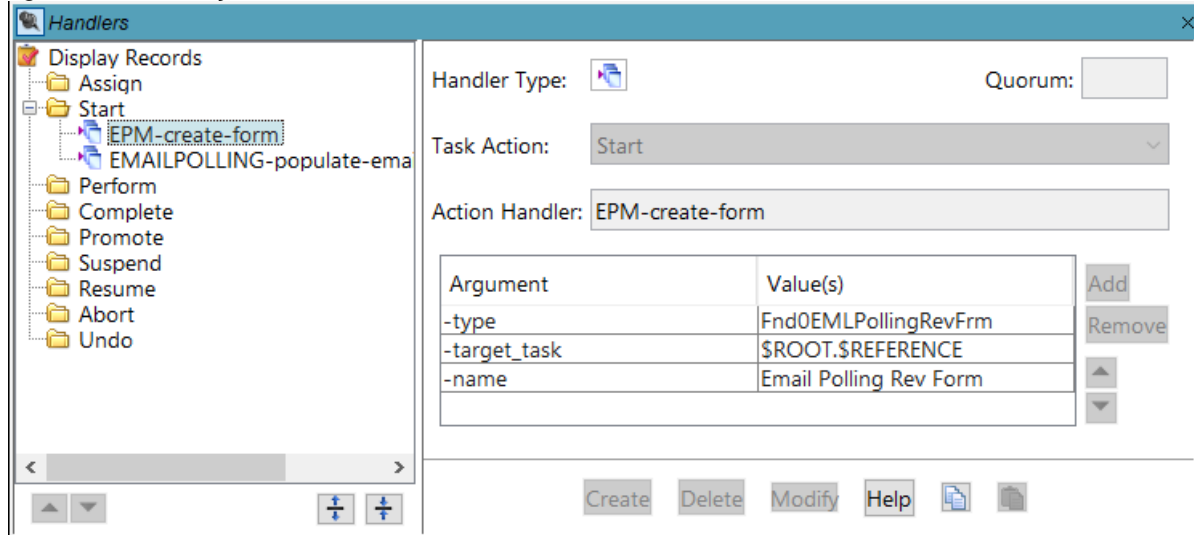 Handlers
Display Records
Assign
Start
EPM-create-form
EMAILPOLLING-populate-ema
Perform
Complete
Promote
Suspend
Resume
Abort
Undo
Handler Type:
Quorum:
Task Action:
Start
Action Handler:
EPM-create-form
Argument Value(s)
-type Fnd0EMLPollingRevFrm
-target_task $ROOT.$REFERENCE
-name Email Polling Rev Form
Add
Remove
Create Delete Modify Help